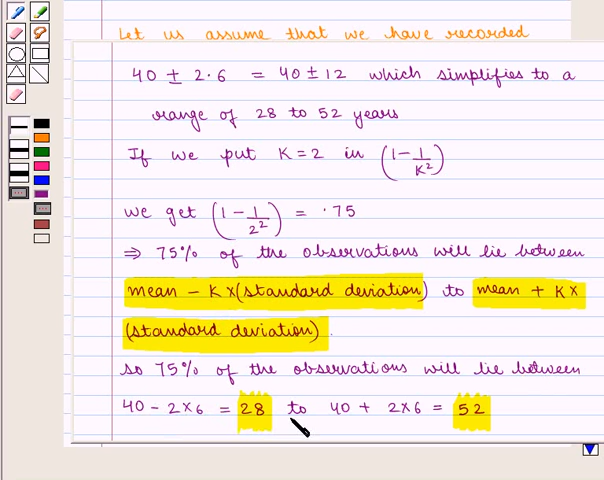 Let us assume that we have recorded
40 ± 2·6 = 40 ± 12 which simplifies to a
range of 28 to 52 years
If we put K = 2 in (1 - 1/K²)
we get (1 - 1/2²) = ·75
⇒ 75% of the observations will lie between
mean - K×(standard deviation) to mean + K×
(standard deviation).
so 75% of the observations will lie between
40 - 2×6 = 28 to 40 + 2×6 = 52